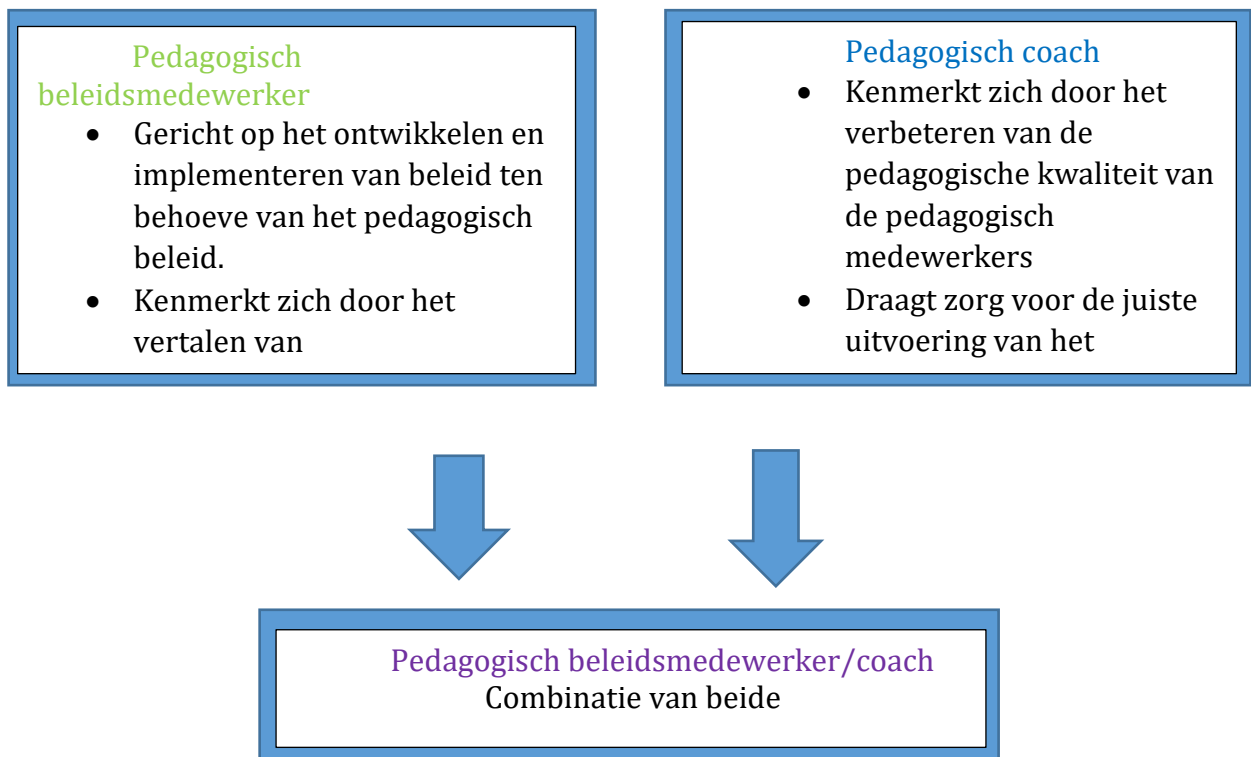 Pedagogisch
beleidsmedewerker
• Gericht op het ontwikkelen en
implementeren van beleid ten
behoeve van het pedagogisch
beleid.
• Kenmerkt zich door het
vertalen van
Pedagogisch coach
• Kenmerkt zich door het
verbeteren van de
pedagogische kwaliteit van
de pedagogisch
medewerkers
• Draagt zorg voor de juiste
uitvoering van het
Pedagogisch beleidsmedewerker/coach
Combinatie van beide